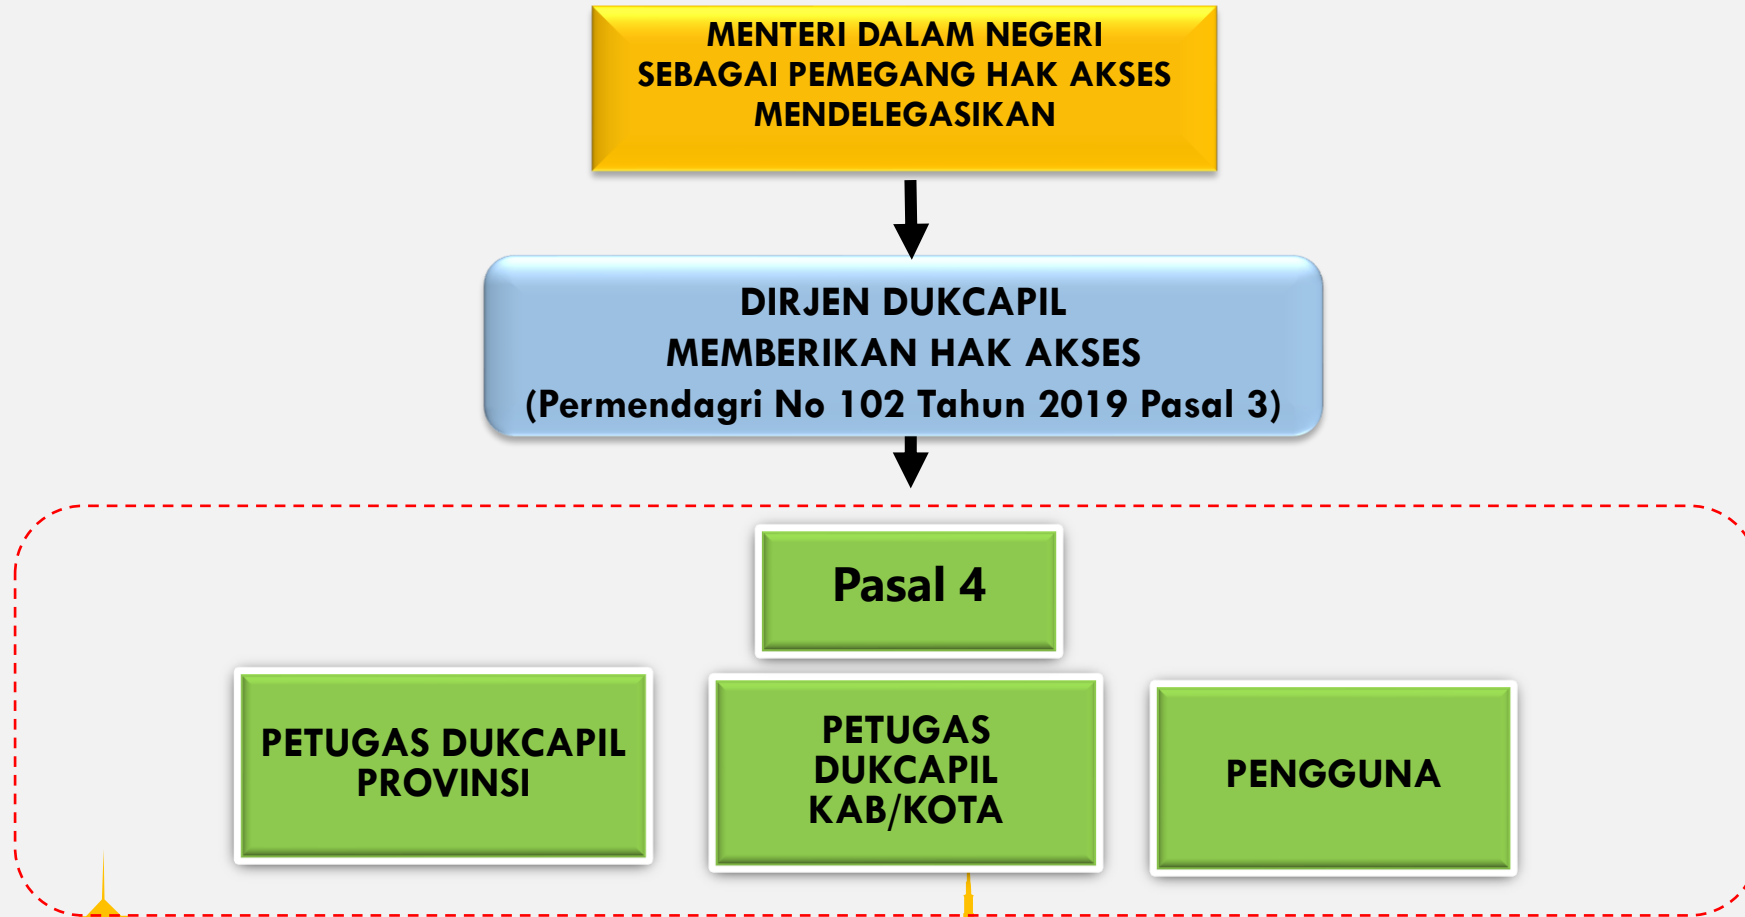 MENTERI DALAM NEGERI
SEBAGAI PEMEGANG HAK AKSES
MENDELEGASIKAN
DIRJEN DUKCAPIL
MEMBERIKAN HAK AKSES
(Permendagri No 102 Tahun 2019 Pasal 3)
Pasal 4
PETUGAS DUKCAPIL
PROVINSI
PETUGAS
DUKCAPIL
KAB/KOTA
PENGGUNA